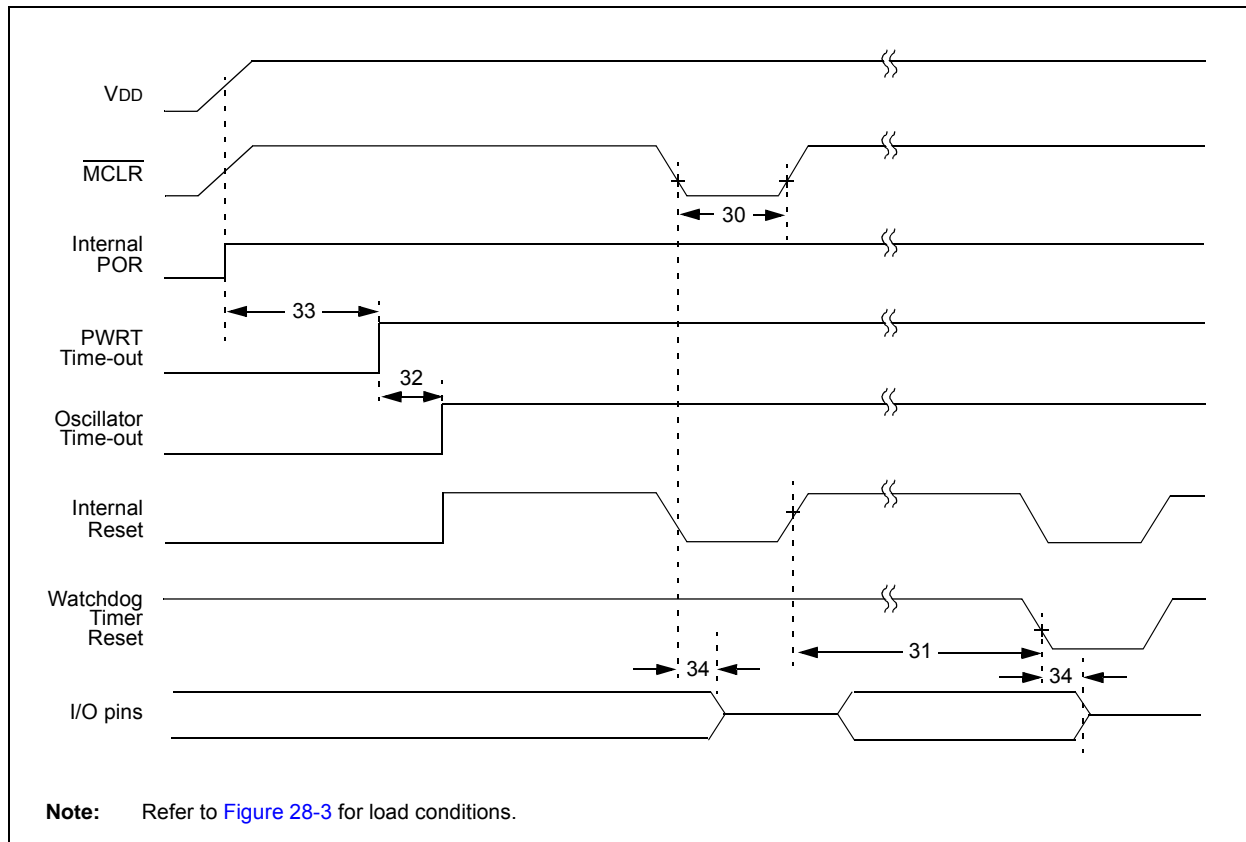 VDD
MCLR
30
Internal
POR
33
PWRT
Time-out
32
Oscillator
Time-out
Internal
Reset
Watchdog
Timer
Reset
31
34
34
I/O pins
Note: Refer to Figure 28-3 for load conditions.